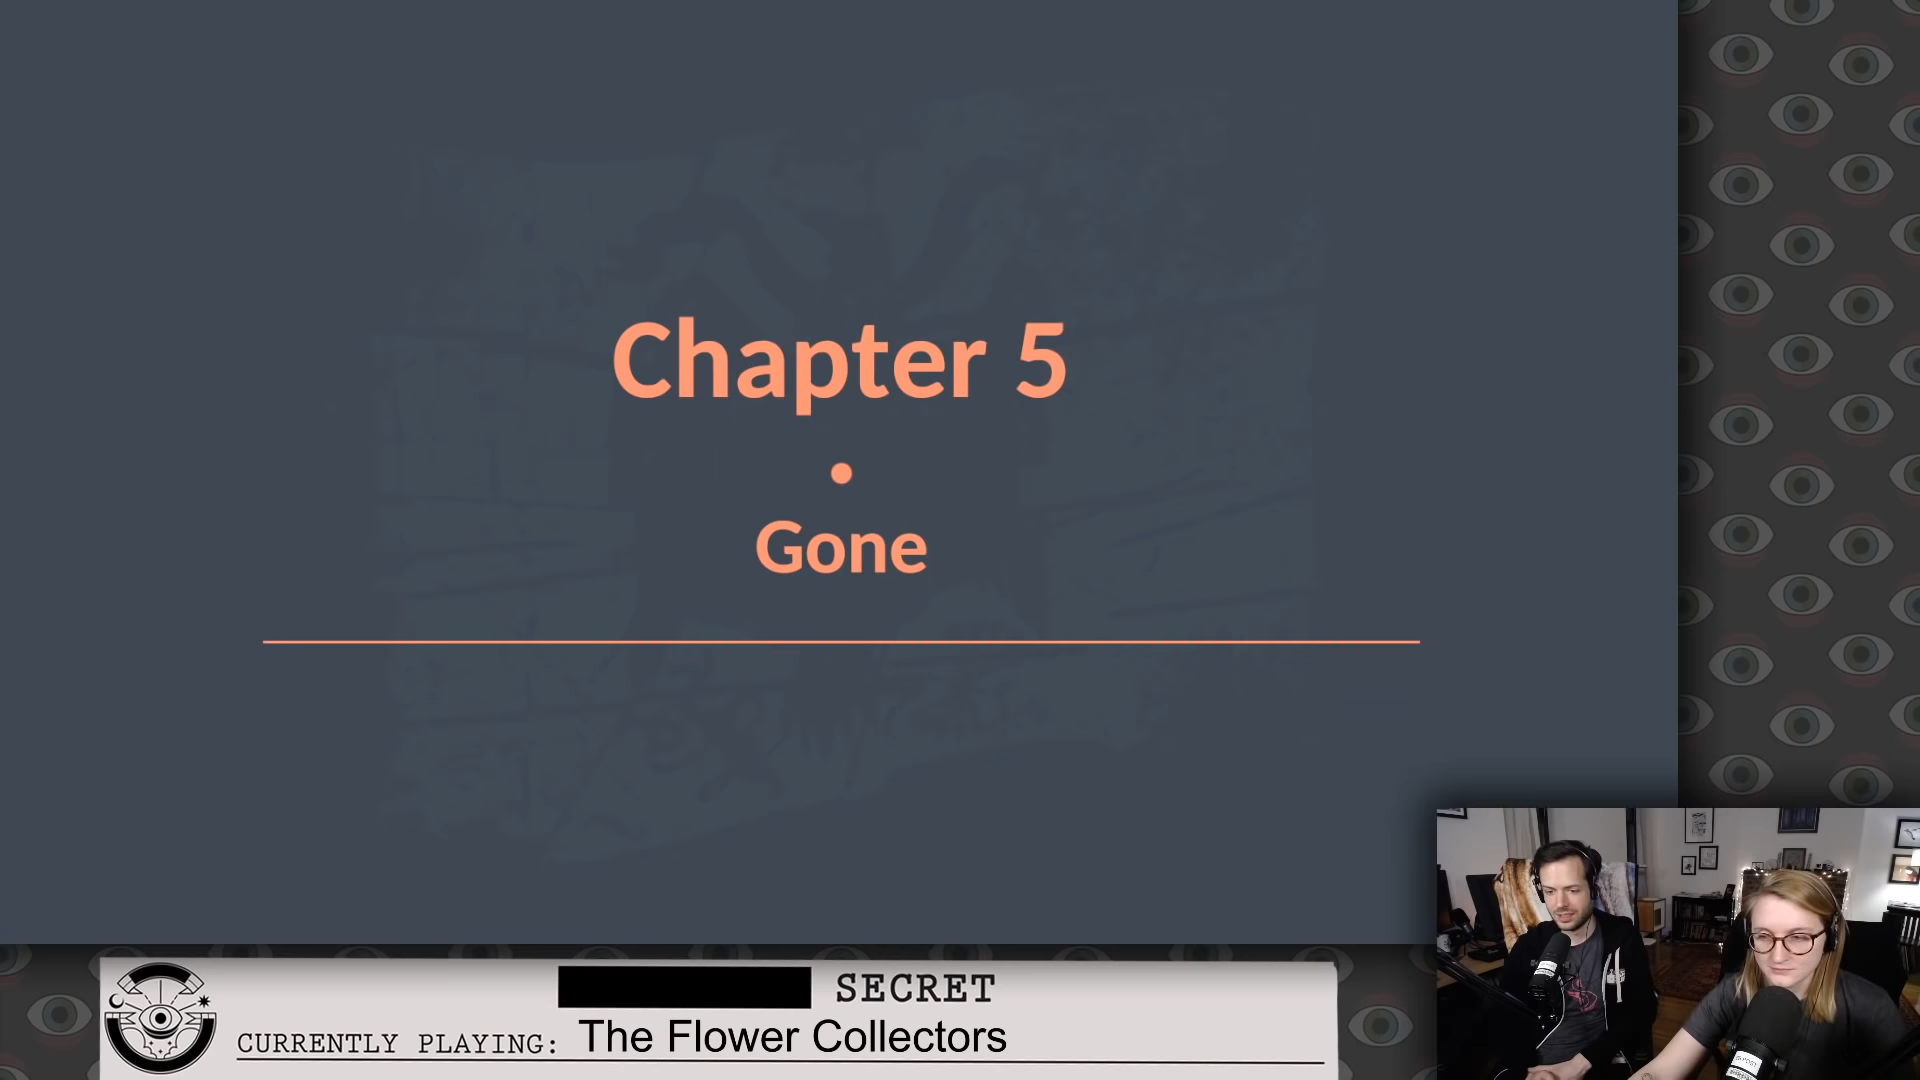 Chapter 5
•
Gone
SECRET
CURRENTLY PLAYING: The Flower Collectors